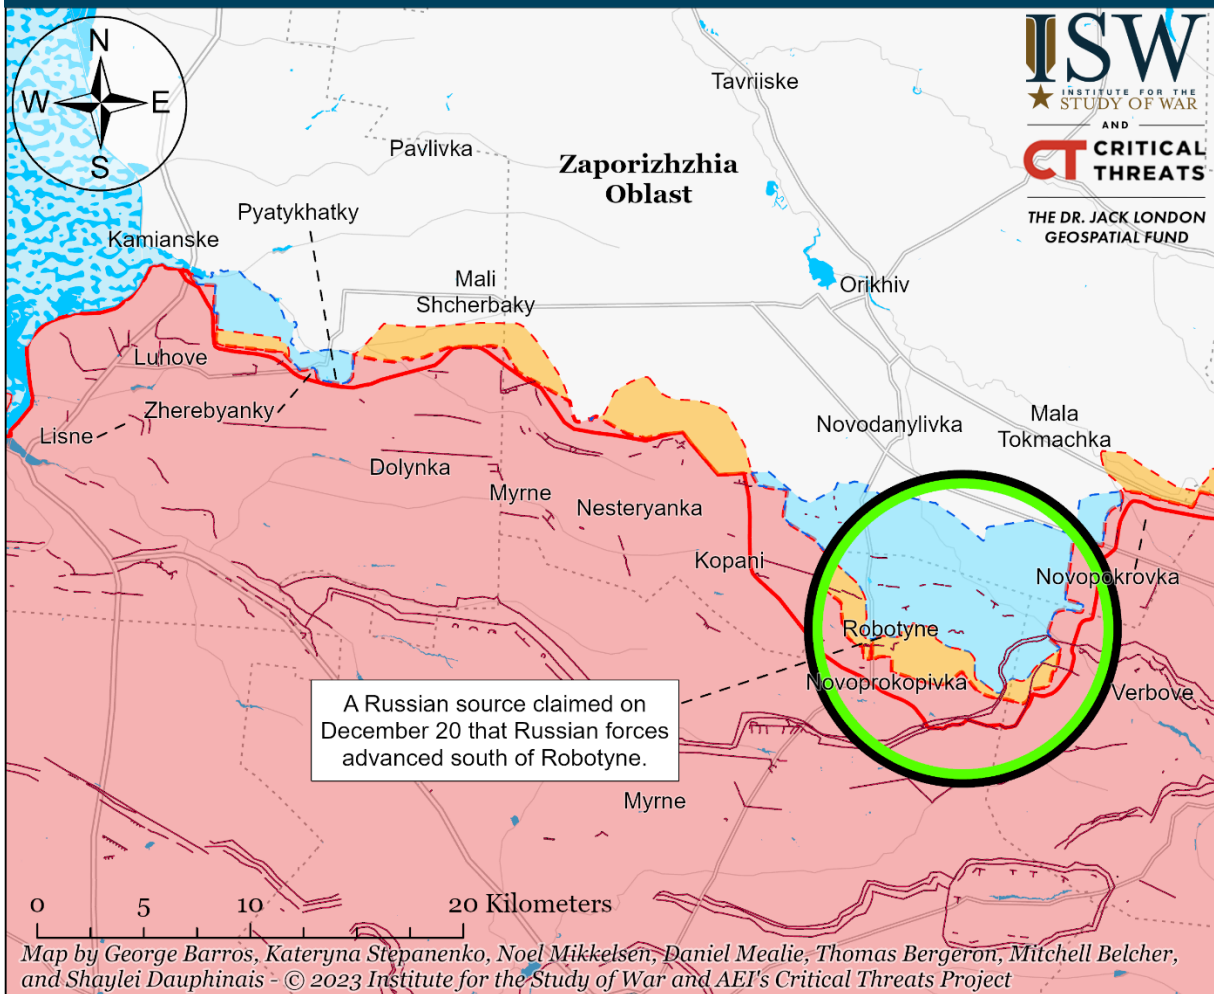 N
W
E
S
ISW
INSTITUTE FOR THE
STUDY OF WAR
AND
CT CRITICAL
THREATS
THE DR. JACK LONDON
GEOSPATIAL FUND
Tavriiske
Pavlivka
Zaporizhzhia
Oblast
Pyatykhatky
Kamianske
Mali
Shcherbaky
Orikhiv
Luhove
Zherebyanky
Lisne
Mala
Tokmachka
Novodanylivka
Dolynka
Myrne
Nesteryanka
Kopani
Novopokrovka
Robotyne
Novoprokopivka
Verbove
A Russian source claimed on
December 20 that Russian forces
advanced south of Robotyne.
Myrne
0 5 10 20 Kilometers
Map by George Barros, Kateryna Stepanenko, Noel Mikkelsen, Daniel Mealie, Thomas Bergeron, Mitchell Belcher,
and Shaylei Dauphinais - © 2023 Institute for the Study of War and AEI's Critical Threats Project